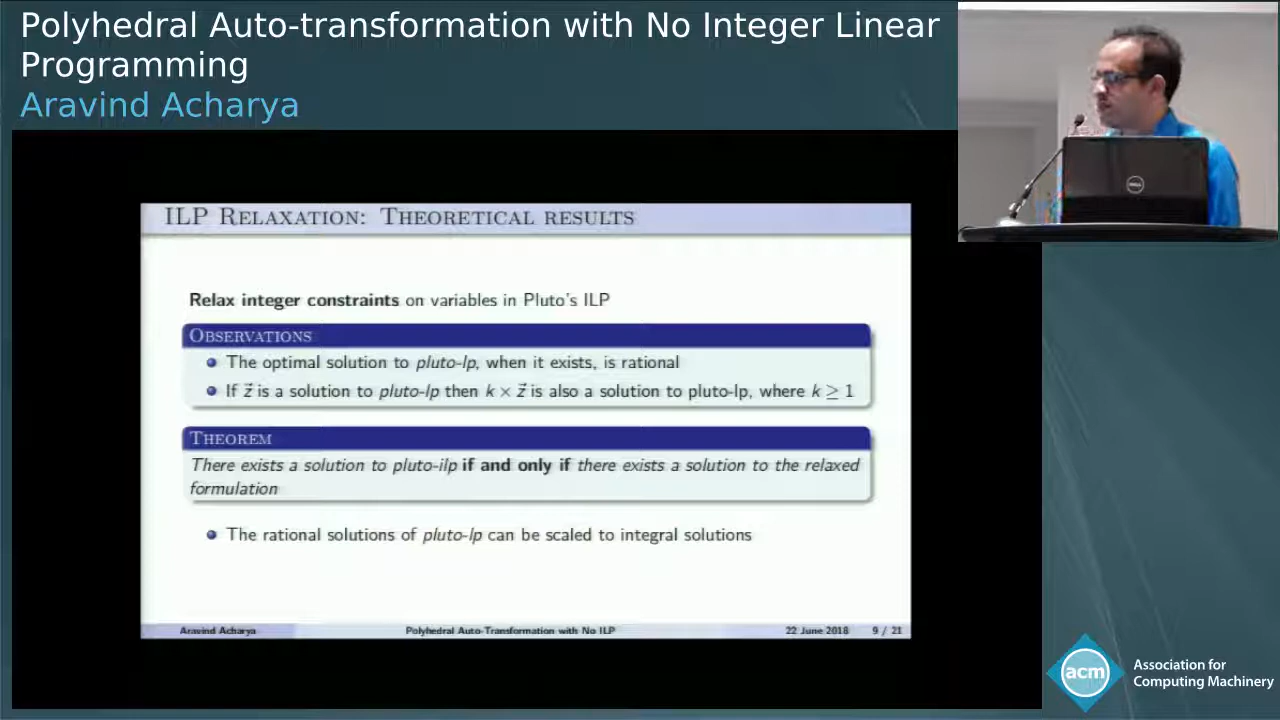 Polyhedral Auto-transformation with No Integer Linear
Programming
Aravind Acharya
ILP Relaxation: Theoretical results
Relax integer constraints on variables in Pluto's ILP
Observations
The optimal solution to pluto-lp, when it exists, is rational
If z⃗ is a solution to pluto-lp then k × z⃗ is also a solution to pluto-lp, where k ≥ 1
Theorem
There exists a solution to pluto-ilp if and only if there exists a solution to the relaxed
formulation
The rational solutions of pluto-lp can be scaled to integral solutions
Aravind Acharya Polyhedral Auto-Transformation with No ILP 22 June 2018 9 / 21
DELL
acm
Association for
Computing Machinery